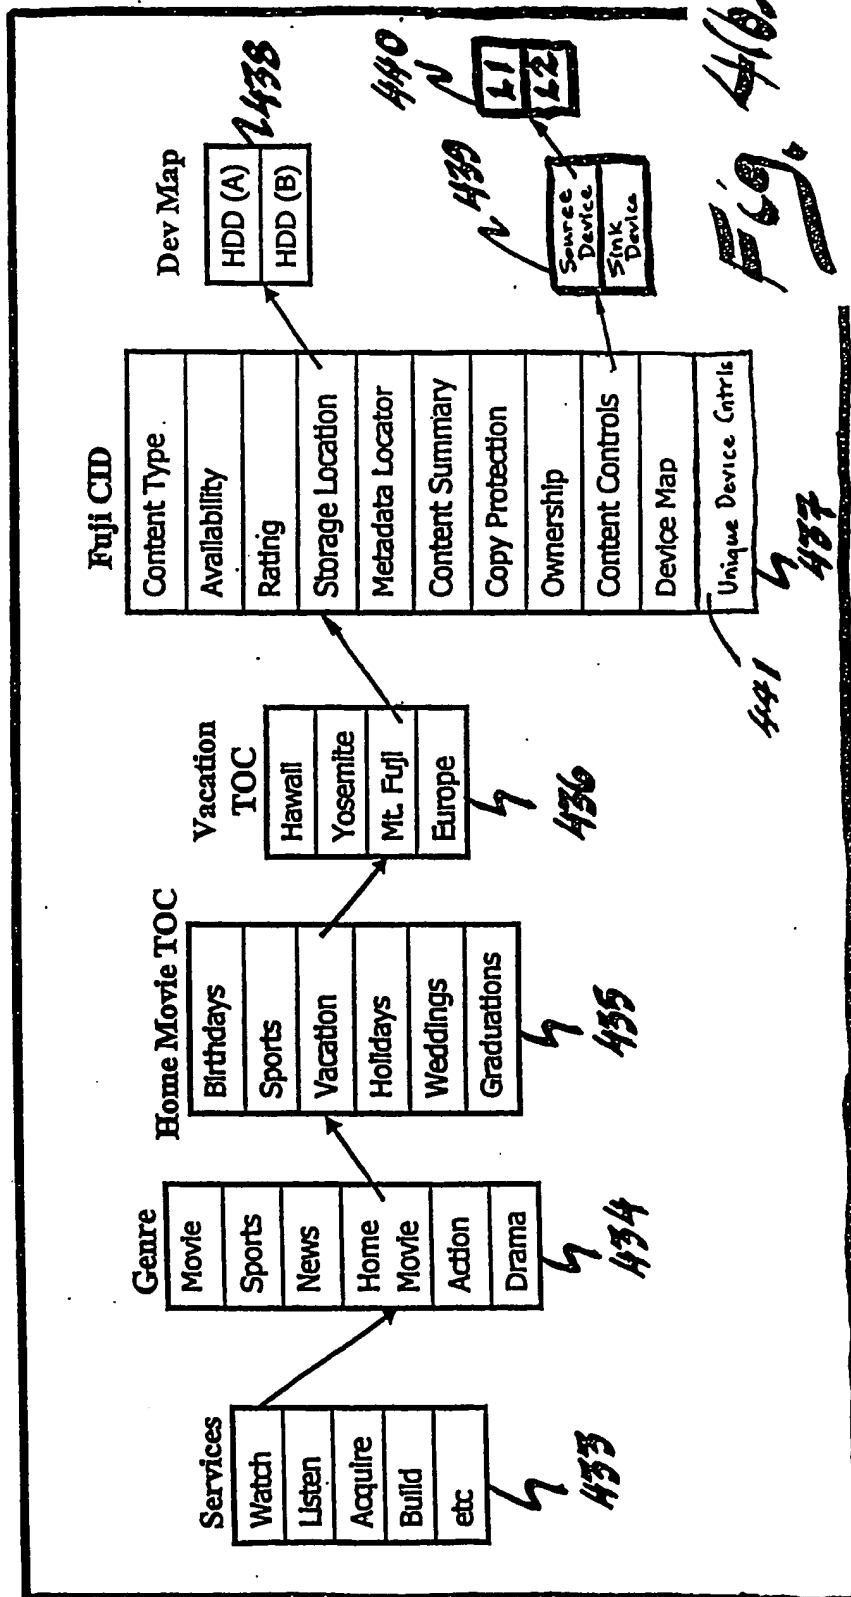 Services
Watch
Listen
Acquire
Build
etc
433
Genre
Movie
Sports
News
Home
Movie
Action
Drama
434
Home Movie TOC
Birthdays
Sports
Vacation
Holidays
Weddings
Graduations
435
Vacation
TOC
Hawaii
Yosemite
Mt. Fuji
Europe
436
Fuji CID
Content Type
Availability
Rating
Storage Location
Metadata Locator
Content Summary
Copy Protection
Ownership
Content Controls
Device Map
Unique Device Cntrls
441
437
Dev Map
HDD (A)
HDD (B)
438
439
Source
Device
Sink
Device
440
L1
L2
Fig.